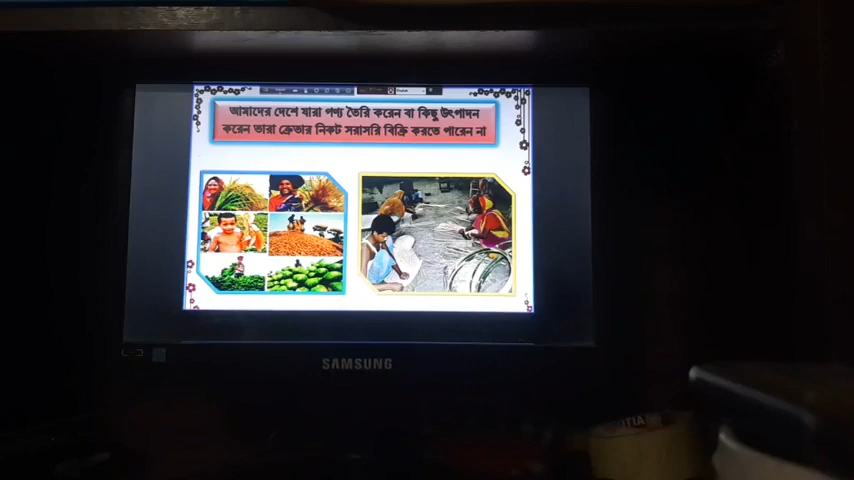 আমাদের দেশে যারা পণ্য তৈরি করেন বা কিছু উৎপাদন
করেন তারা ক্রেতার নিকট সরাসরি বিক্রি করতে পারেন না
SAMSUNG